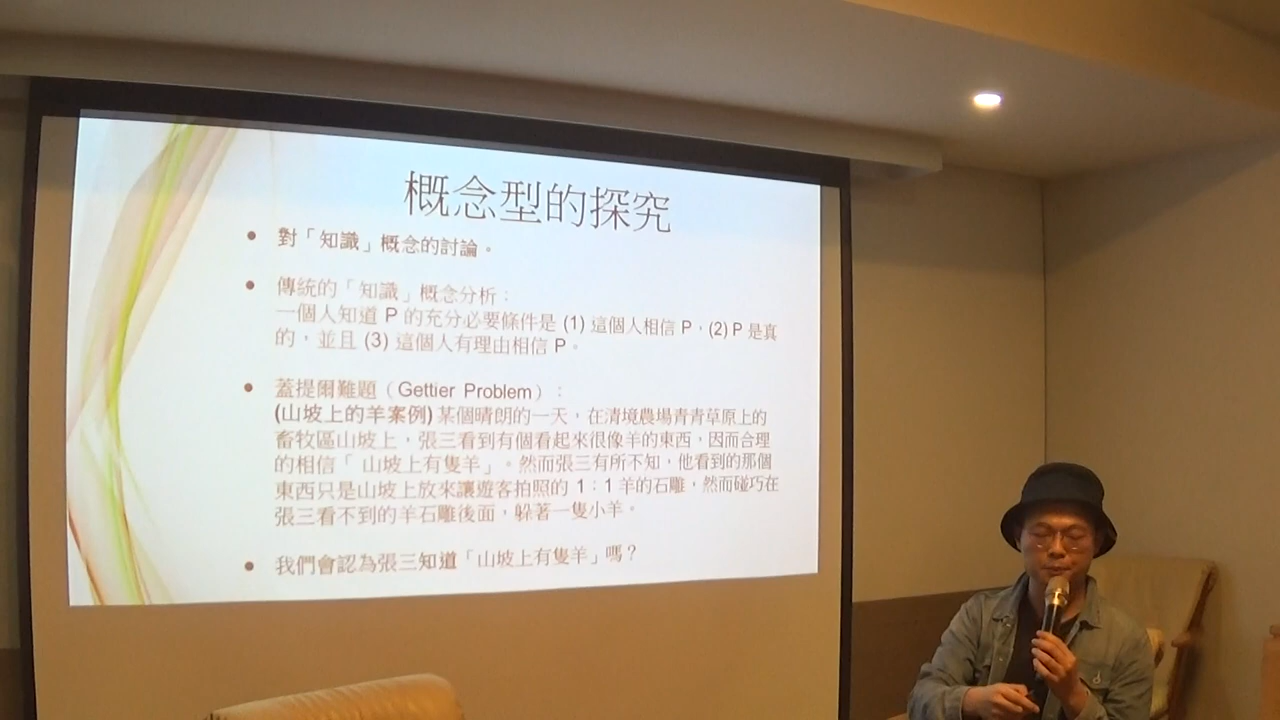 概念型的探究
• 對「知識」概念的討論。
• 傳統的「知識」概念分析：
一個人知道 P 的充分必要條件是 (1) 這個人相信 P，(2) P 是真
的，並且 (3) 這個人有理由相信 P。
• 蓋提爾難題（Gettier Problem）：
(山坡上的羊案例) 某個晴朗的一天，在清境農場青青草原上的
畜牧區山坡上，張三看到有個看起來很像羊的東西，因而合理
的相信「 山坡上有隻羊」。然而張三有所不知，他看到的那個
東西只是山坡上放來讓遊客拍照的 1：1 羊的石雕，然而碰巧在
張三看不到的羊石雕後面，躲著一隻小羊。
• 我們會認為張三知道「山坡上有隻羊」嗎？